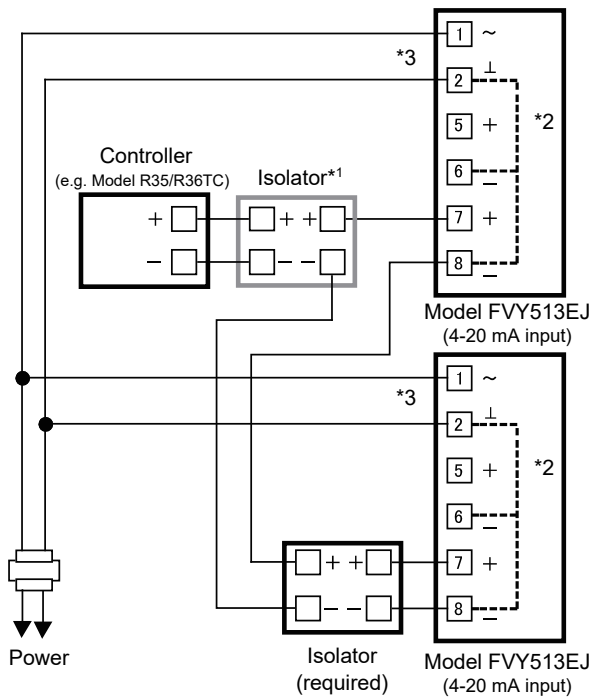 1 ~
*3
2 ⊥
5 +
*2
6 −
Controller
(e.g. Model R35/R36TC)
Isolator*1
+ + + 7 +
− − − 8 −
Model FVY513EJ
(4-20 mA input)
1 ~
*3
2 ⊥
5 +
*2
6 −
+ + 7 +
− − 8 −
Power
Isolator
(required)
Model FVY513EJ
(4-20 mA input)